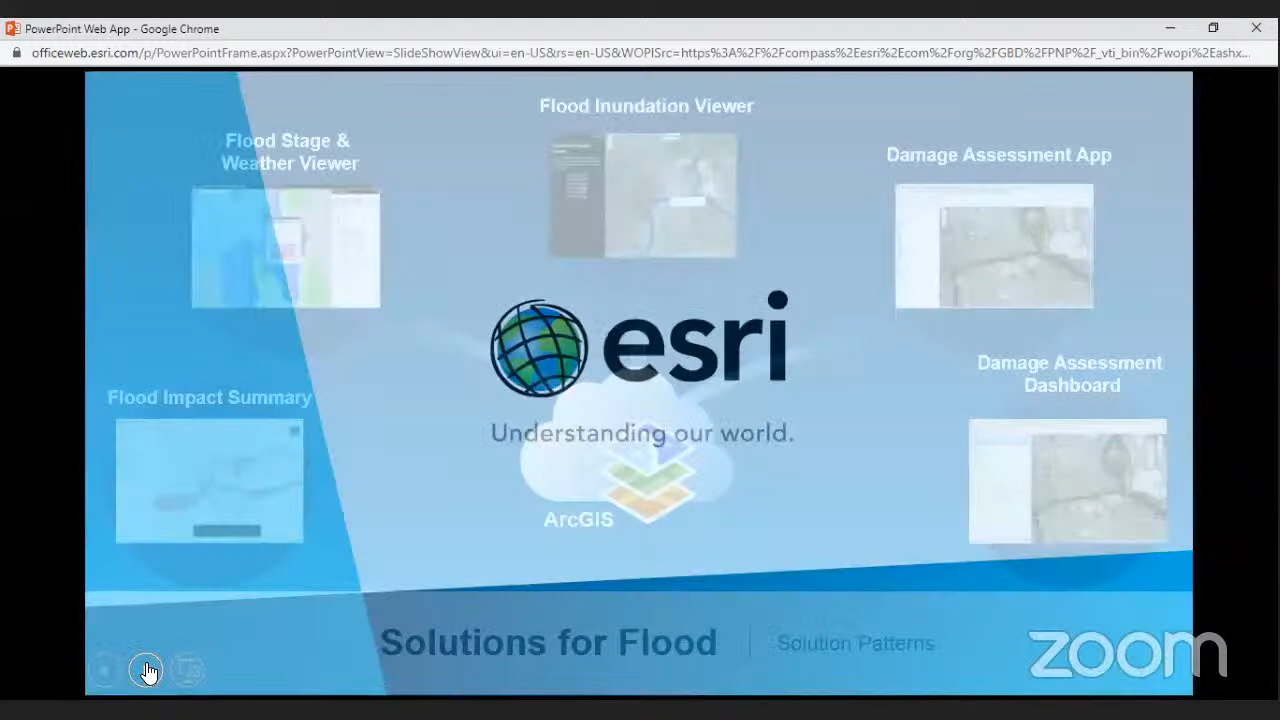 PowerPoint Web App - Google Chrome
officeweb.esri.com/p/PowerPointFrame.aspx?PowerPointView=SlideShowView&ui=en-US&rs=en-US&WOPISrc=https%3A%2F%2Fcompass%2Eesri%2Ecom%2Forg%2FGBD%2FPNP%2F_vti_bin%2Fwopi%2Eashx...
Flood Inundation Viewer
Flood Stage &
Weather Viewer
Damage Assessment App
esri
Understanding our world.
Damage Assessment
Dashboard
Flood Impact Summary
ArcGIS
Solutions for Flood | Solution Patterns
zoom